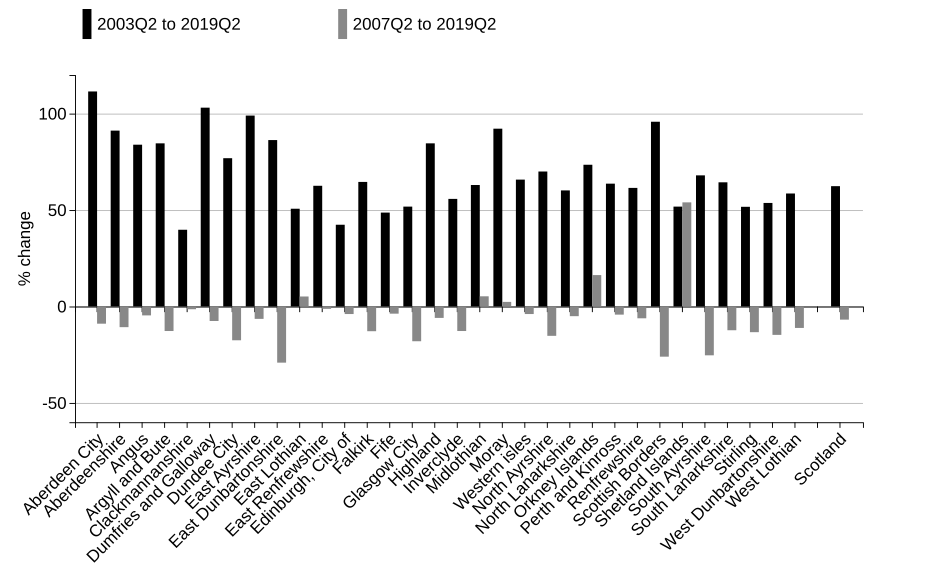 2003Q2 to 2019Q2
2007Q2 to 2019Q2
% change
100
50
0
-50
Aberdeen City
Aberdeenshire
Angus
Argyll and Bute
Clackmannanshire
Dumfries and Galloway
Dundee City
East Ayrshire
East Dunbartonshire
East Lothian
East Renfrewshire
Edinburgh, City of
Falkirk
Fife
Glasgow City
Highland
Inverclyde
Midlothian
Moray
Western isles
North Ayrshire
North Lanarkshire
Orkney Islands
Perth and Kinross
Renfrewshire
Scottish Borders
Shetland Islands
South Ayrshire
South Lanarkshire
Stirling
West Dunbartonshire
West Lothian
Scotland